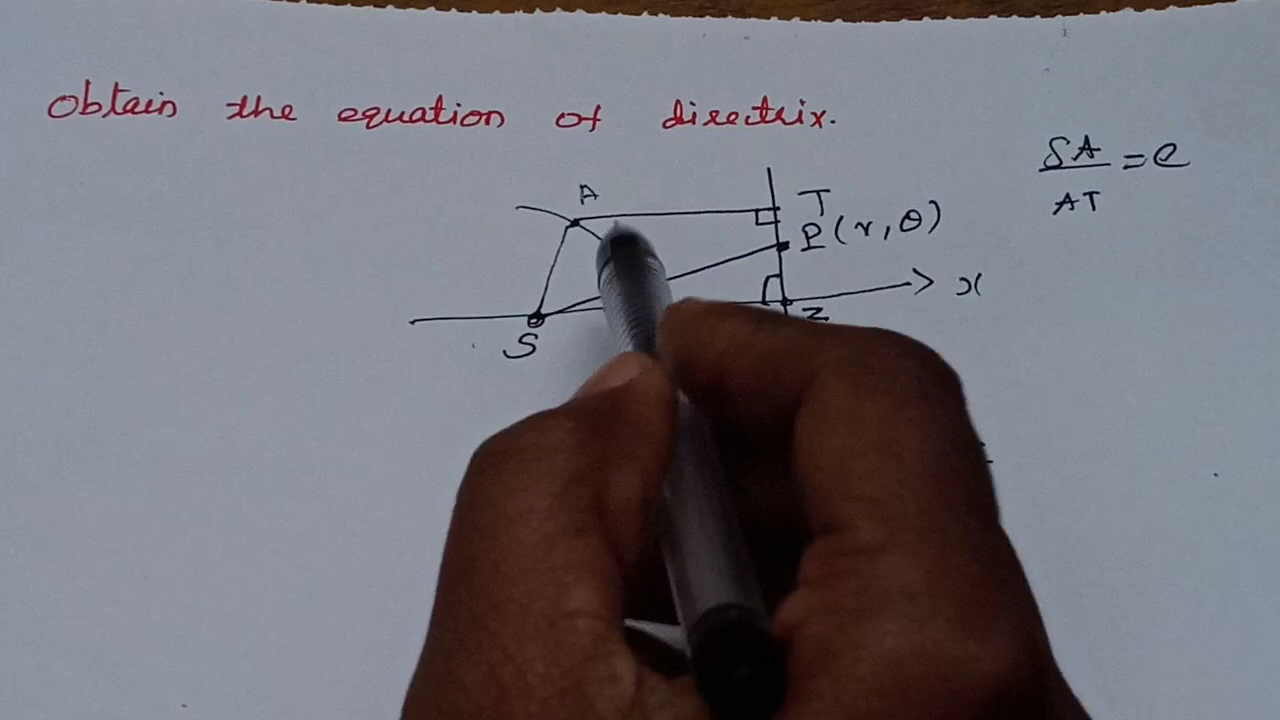 Obtain the equation of directrix.
SA/AT = e
A
T
P(r, θ)
x
Z
S